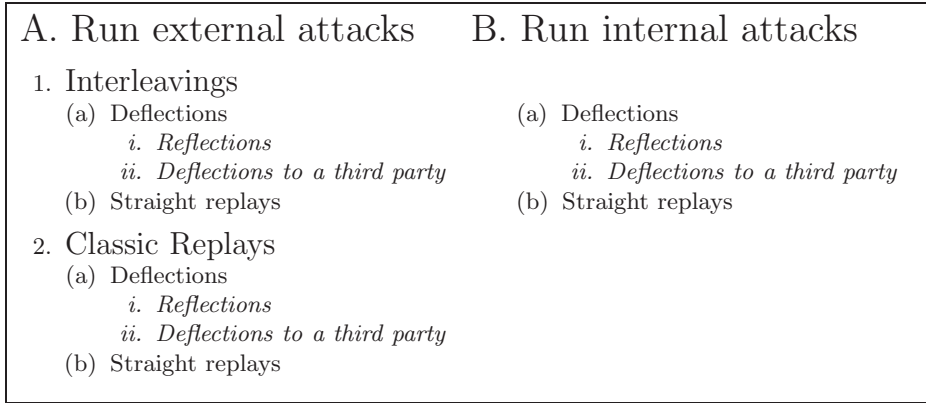 A. Run external attacks
1. Interleavings
(a) Deflections
i. Reflections
ii. Deflections to a third party
(b) Straight replays
2. Classic Replays
(a) Deflections
i. Reflections
ii. Deflections to a third party
(b) Straight replays
B. Run internal attacks
(a) Deflections
i. Reflections
ii. Deflections to a third party
(b) Straight replays